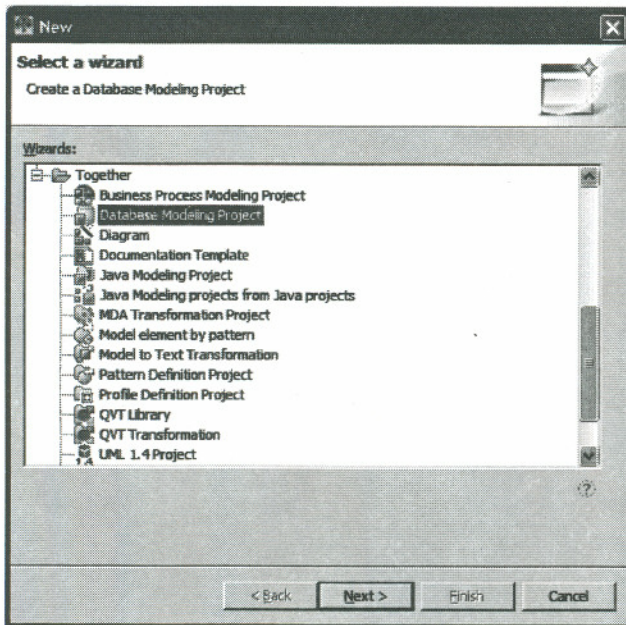 New
Select a wizard
Create a Database Modeling Project
Wizards:
Together
Business Process Modeling Project
Database Modeling Project
Diagram
Documentation Template
Java Modeling Project
Java Modeling projects from Java projects
MDA Transformation Project
Model element by pattern
Model to Text Transformation
Pattern Definition Project
Profile Definition Project
QVT Library
QVT Transformation
UML 1.4 Project
< Back Next > Finish Cancel